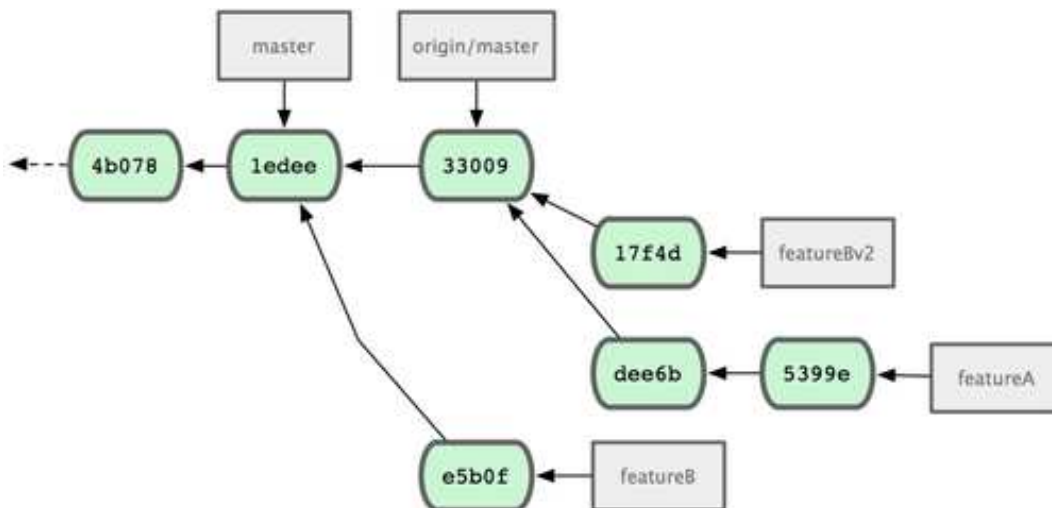 master
origin/master
4b078
1edee
33009
17f4d
featureBv2
dee6b
5399e
featureA
e5b0f
featureB